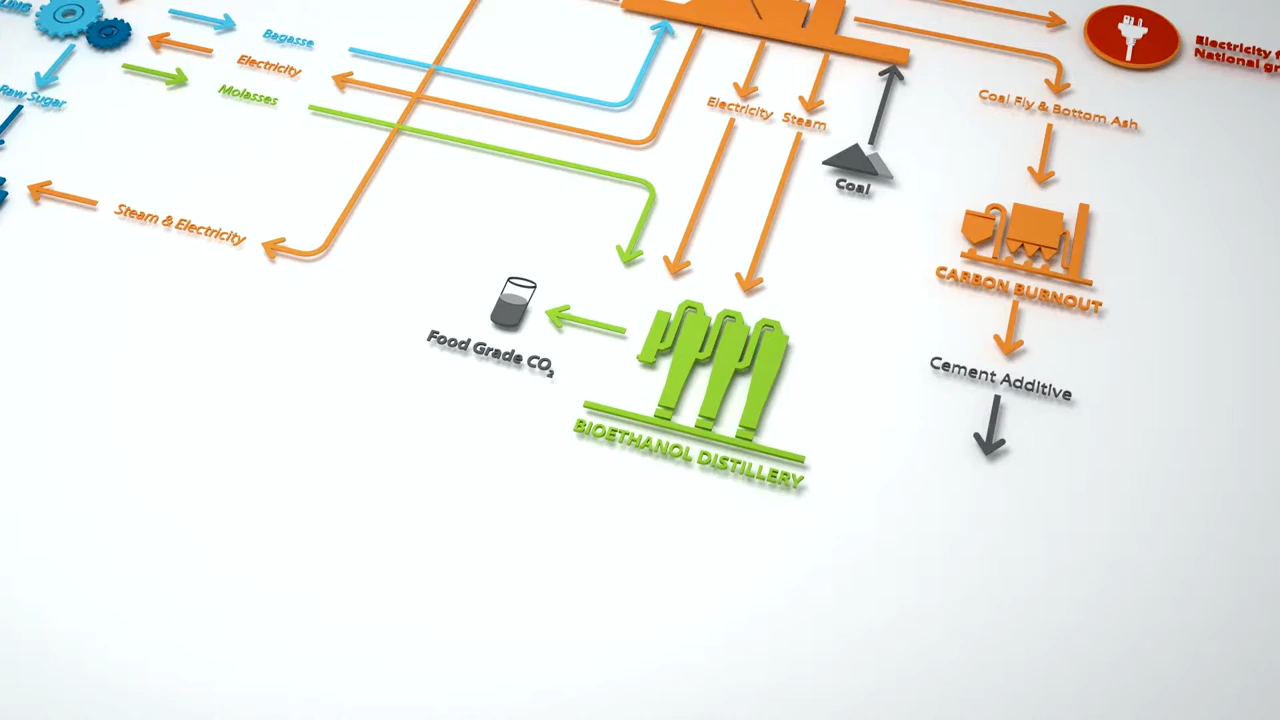 Bagasse
Electricity
Molasses
Raw Sugar
Steam & Electricity
Electricity
Steam
Coal
Electricity
National
Coal Fly & Bottom Ash
CARBON BURNOUT
Cement Additive
Food Grade CO₂
BIOETHANOL DISTILLERY